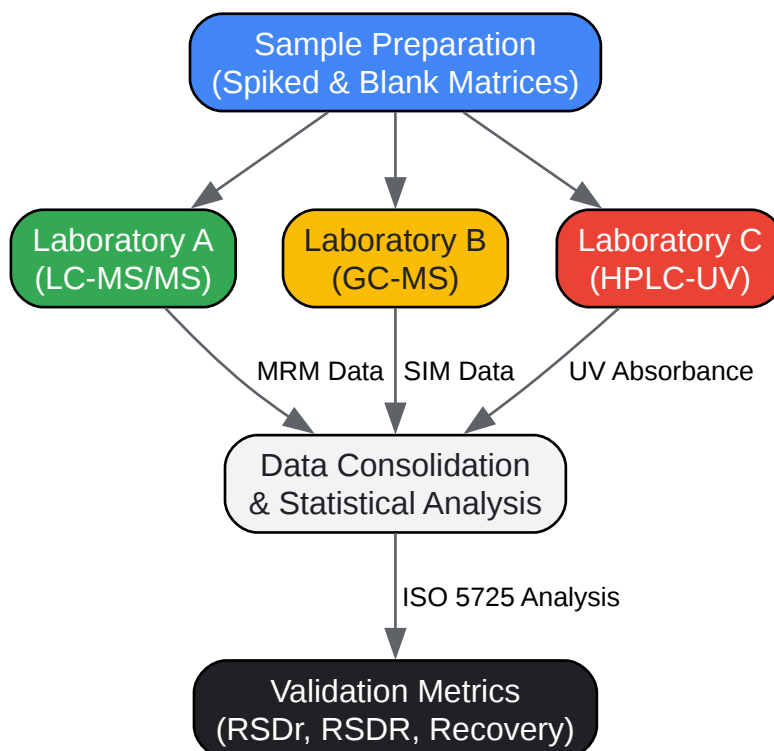 Sample Preparation
(Spiked & Blank Matrices)
Laboratory A
(LC-MS/MS)
Laboratory B
(GC-MS)
Laboratory C
(HPLC-UV)
MRM Data
SIM Data
UV Absorbance
Data Consolidation
& Statistical Analysis
ISO 5725 Analysis
Validation Metrics
(RSDr, RSDR, Recovery)